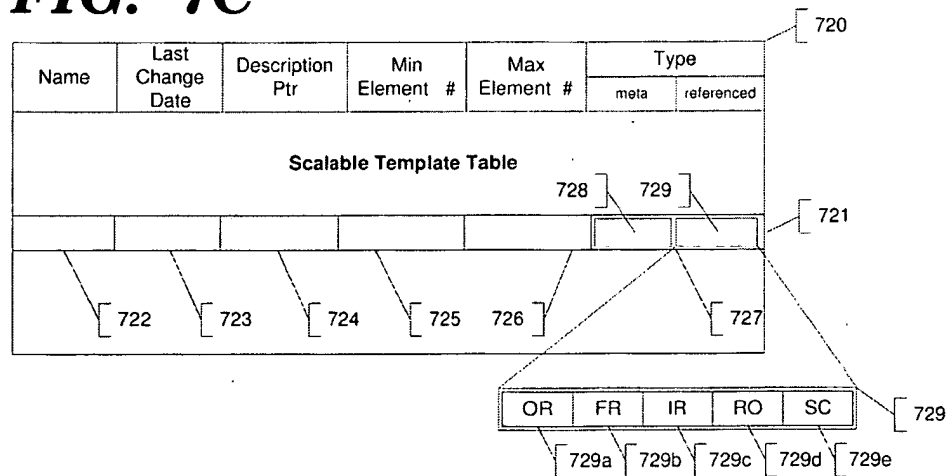 FIG. 7C
720
Name
Last Change Date
Description Ptr
Min Element #
Max Element #
Type
meta
referenced
Scalable Template Table
728
729
721
722
723
724
725
726
727
OR
FR
IR
RO
SC
729
729a
729b
729c
729d
729e